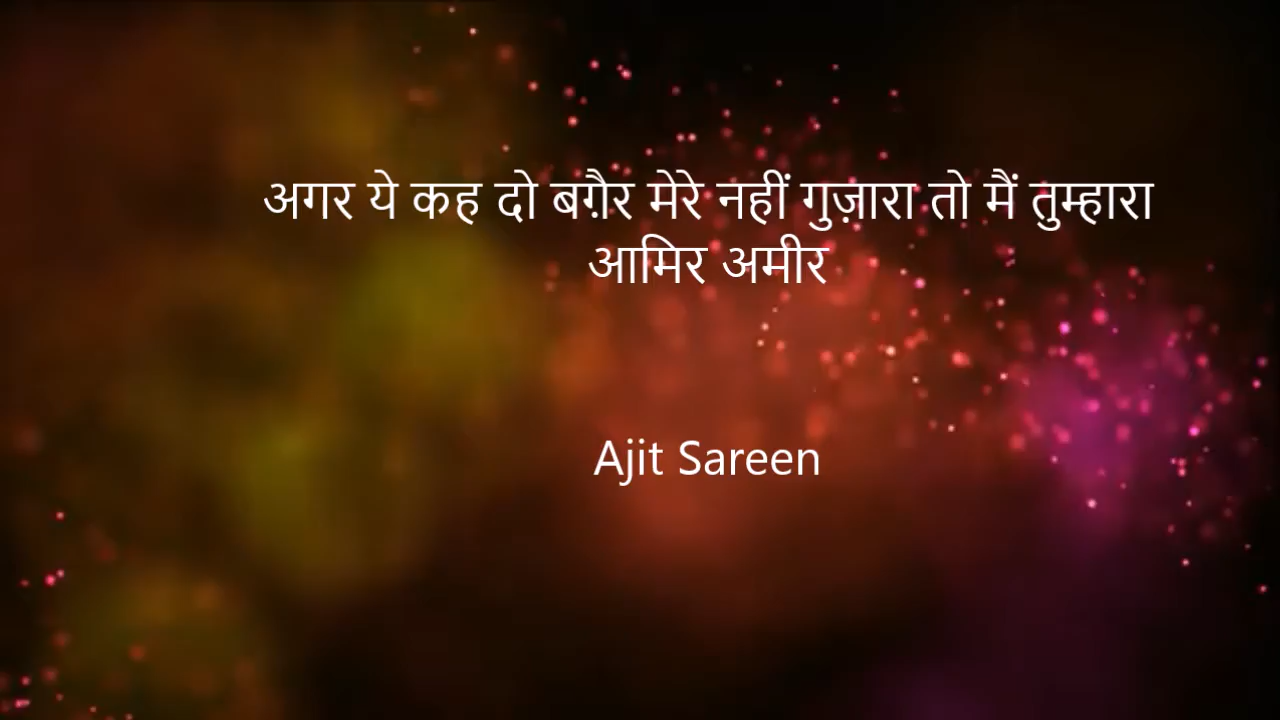 अगर ये कह दो बग़ैर मेरे नहीं गुज़ारा तो मैं तुम्हारा
आमिर अमीर
Ajit Sareen